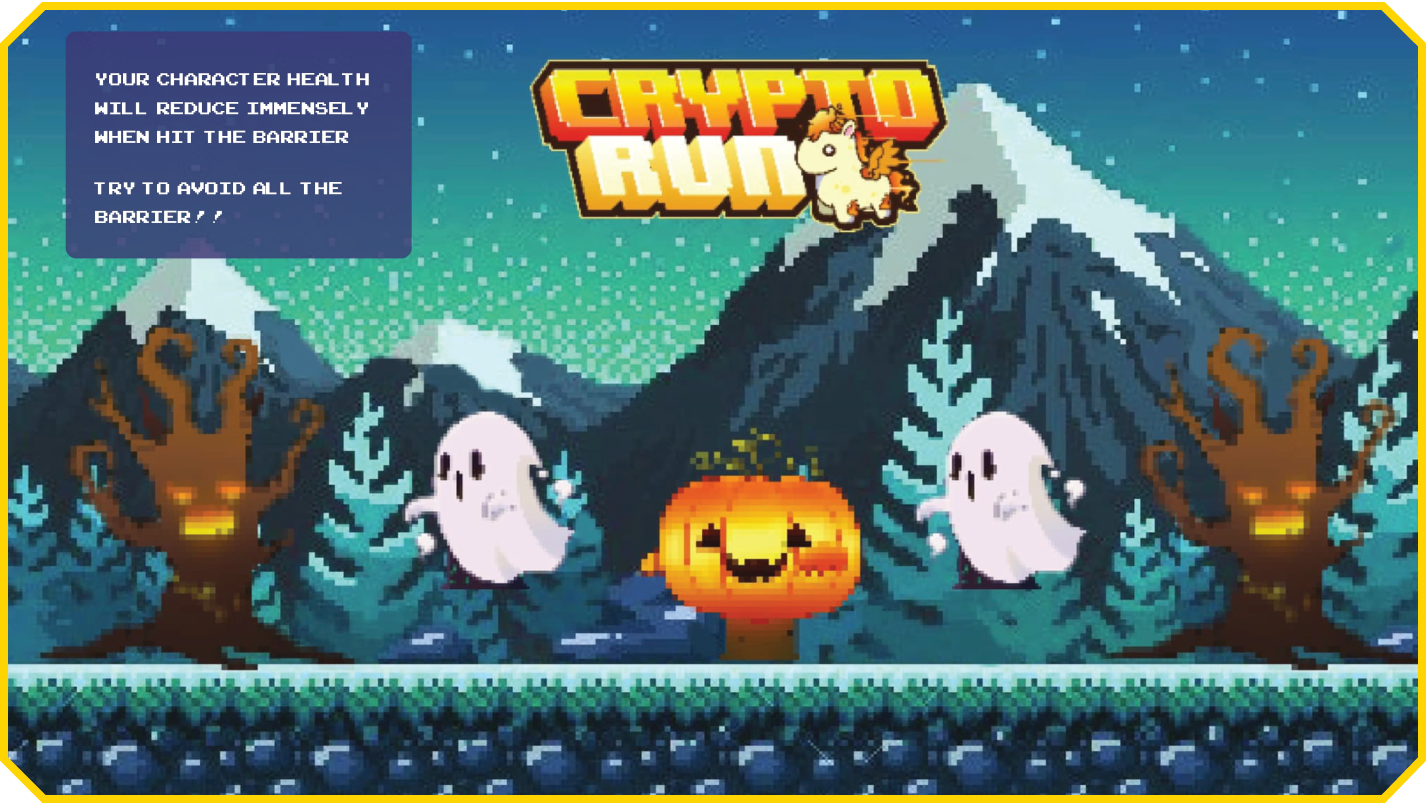 YOUR CHARACTER HEALTH
WILL REDUCE IMMENSELY
WHEN HIT THE BARRIER
TRY TO AVOID ALL THE
BARRIER!!
CRYPTO
RUN